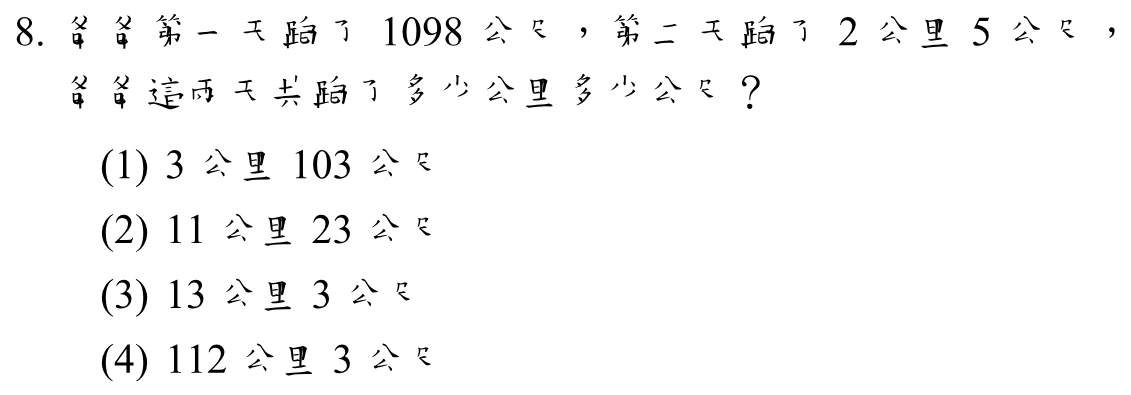 8. 爸爸第一天跑了 1098 公尺，第二天跑了 2 公里 5 公尺，
爸爸這兩天共跑了多少公里多少公尺？
(1) 3 公里 103 公尺
(2) 11 公里 23 公尺
(3) 13 公里 3 公尺
(4) 112 公里 3 公尺